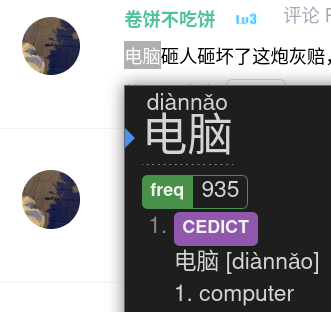 卷饼不吃饼 Lv3 评论
电脑砸人砸坏了这炮灰赔，
diànnǎo
电脑
freq 935
1. CEDICT
电脑 [diànnǎo]
1. computer